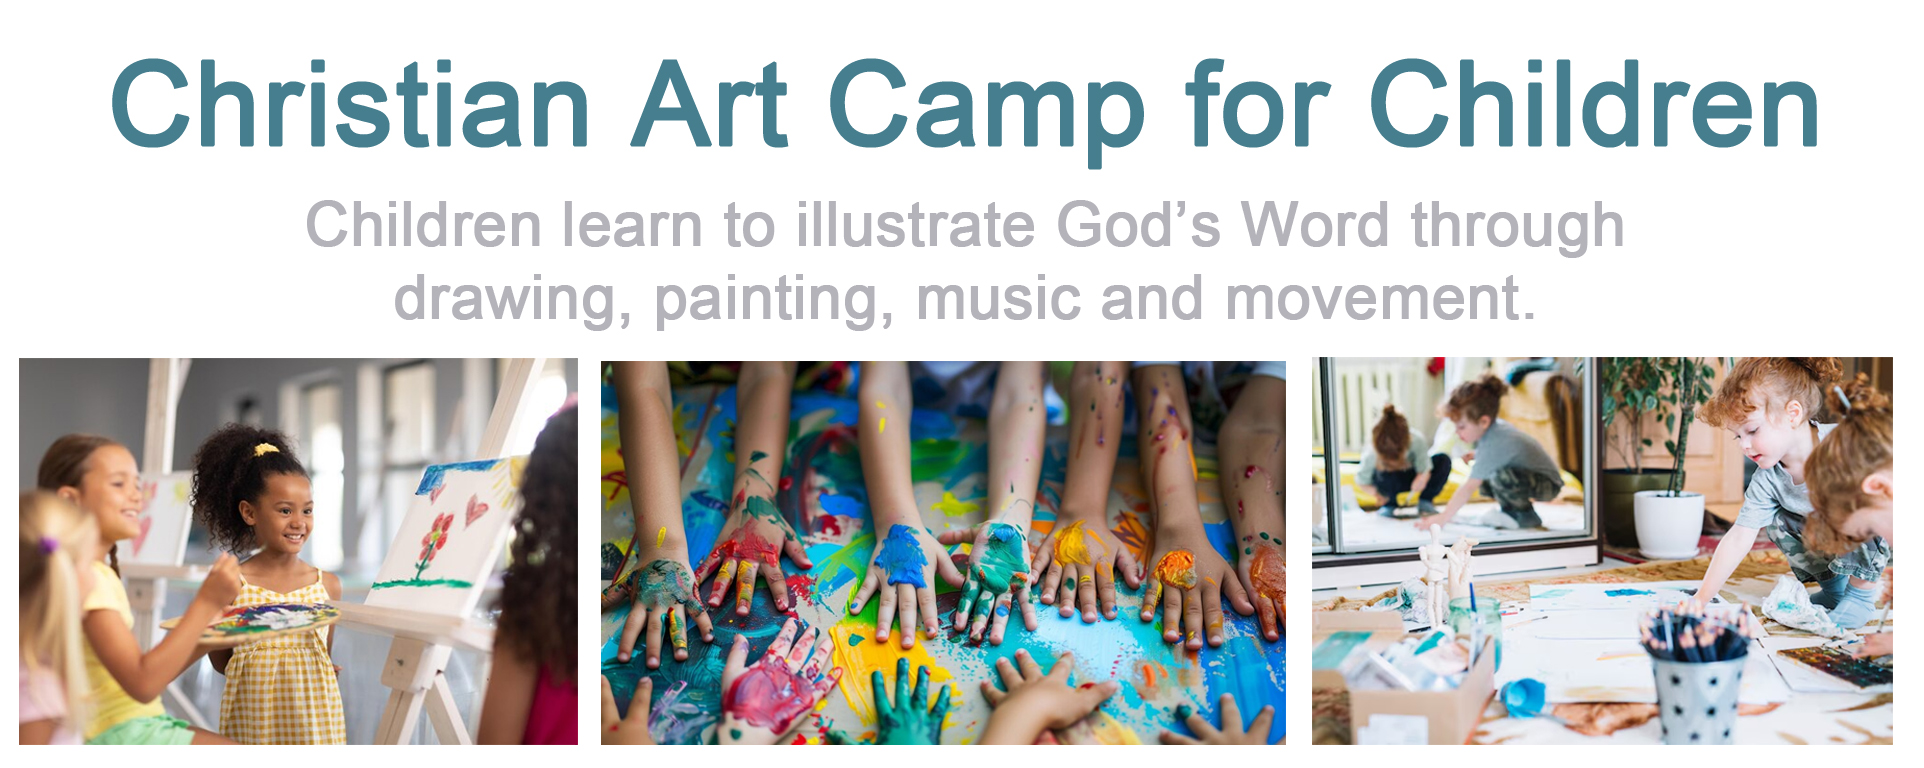 Christian Art Camp for Children
Children learn to illustrate God’s Word through
drawing, painting, music and movement.